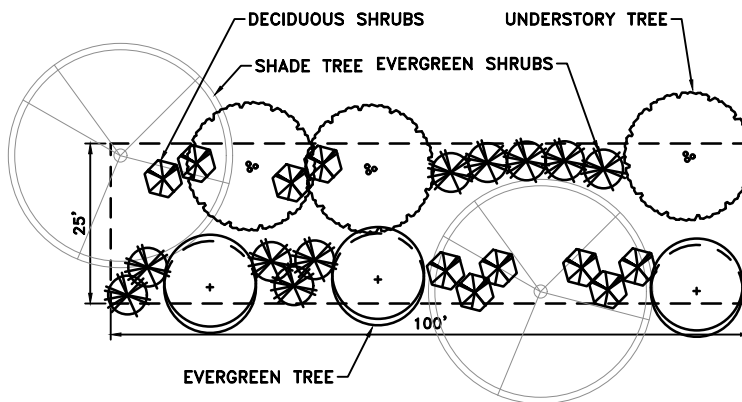 DECIDUOUS SHRUBS
UNDERSTORY TREE
SHADE TREE
EVERGREEN SHRUBS
25'
100'
EVERGREEN TREE